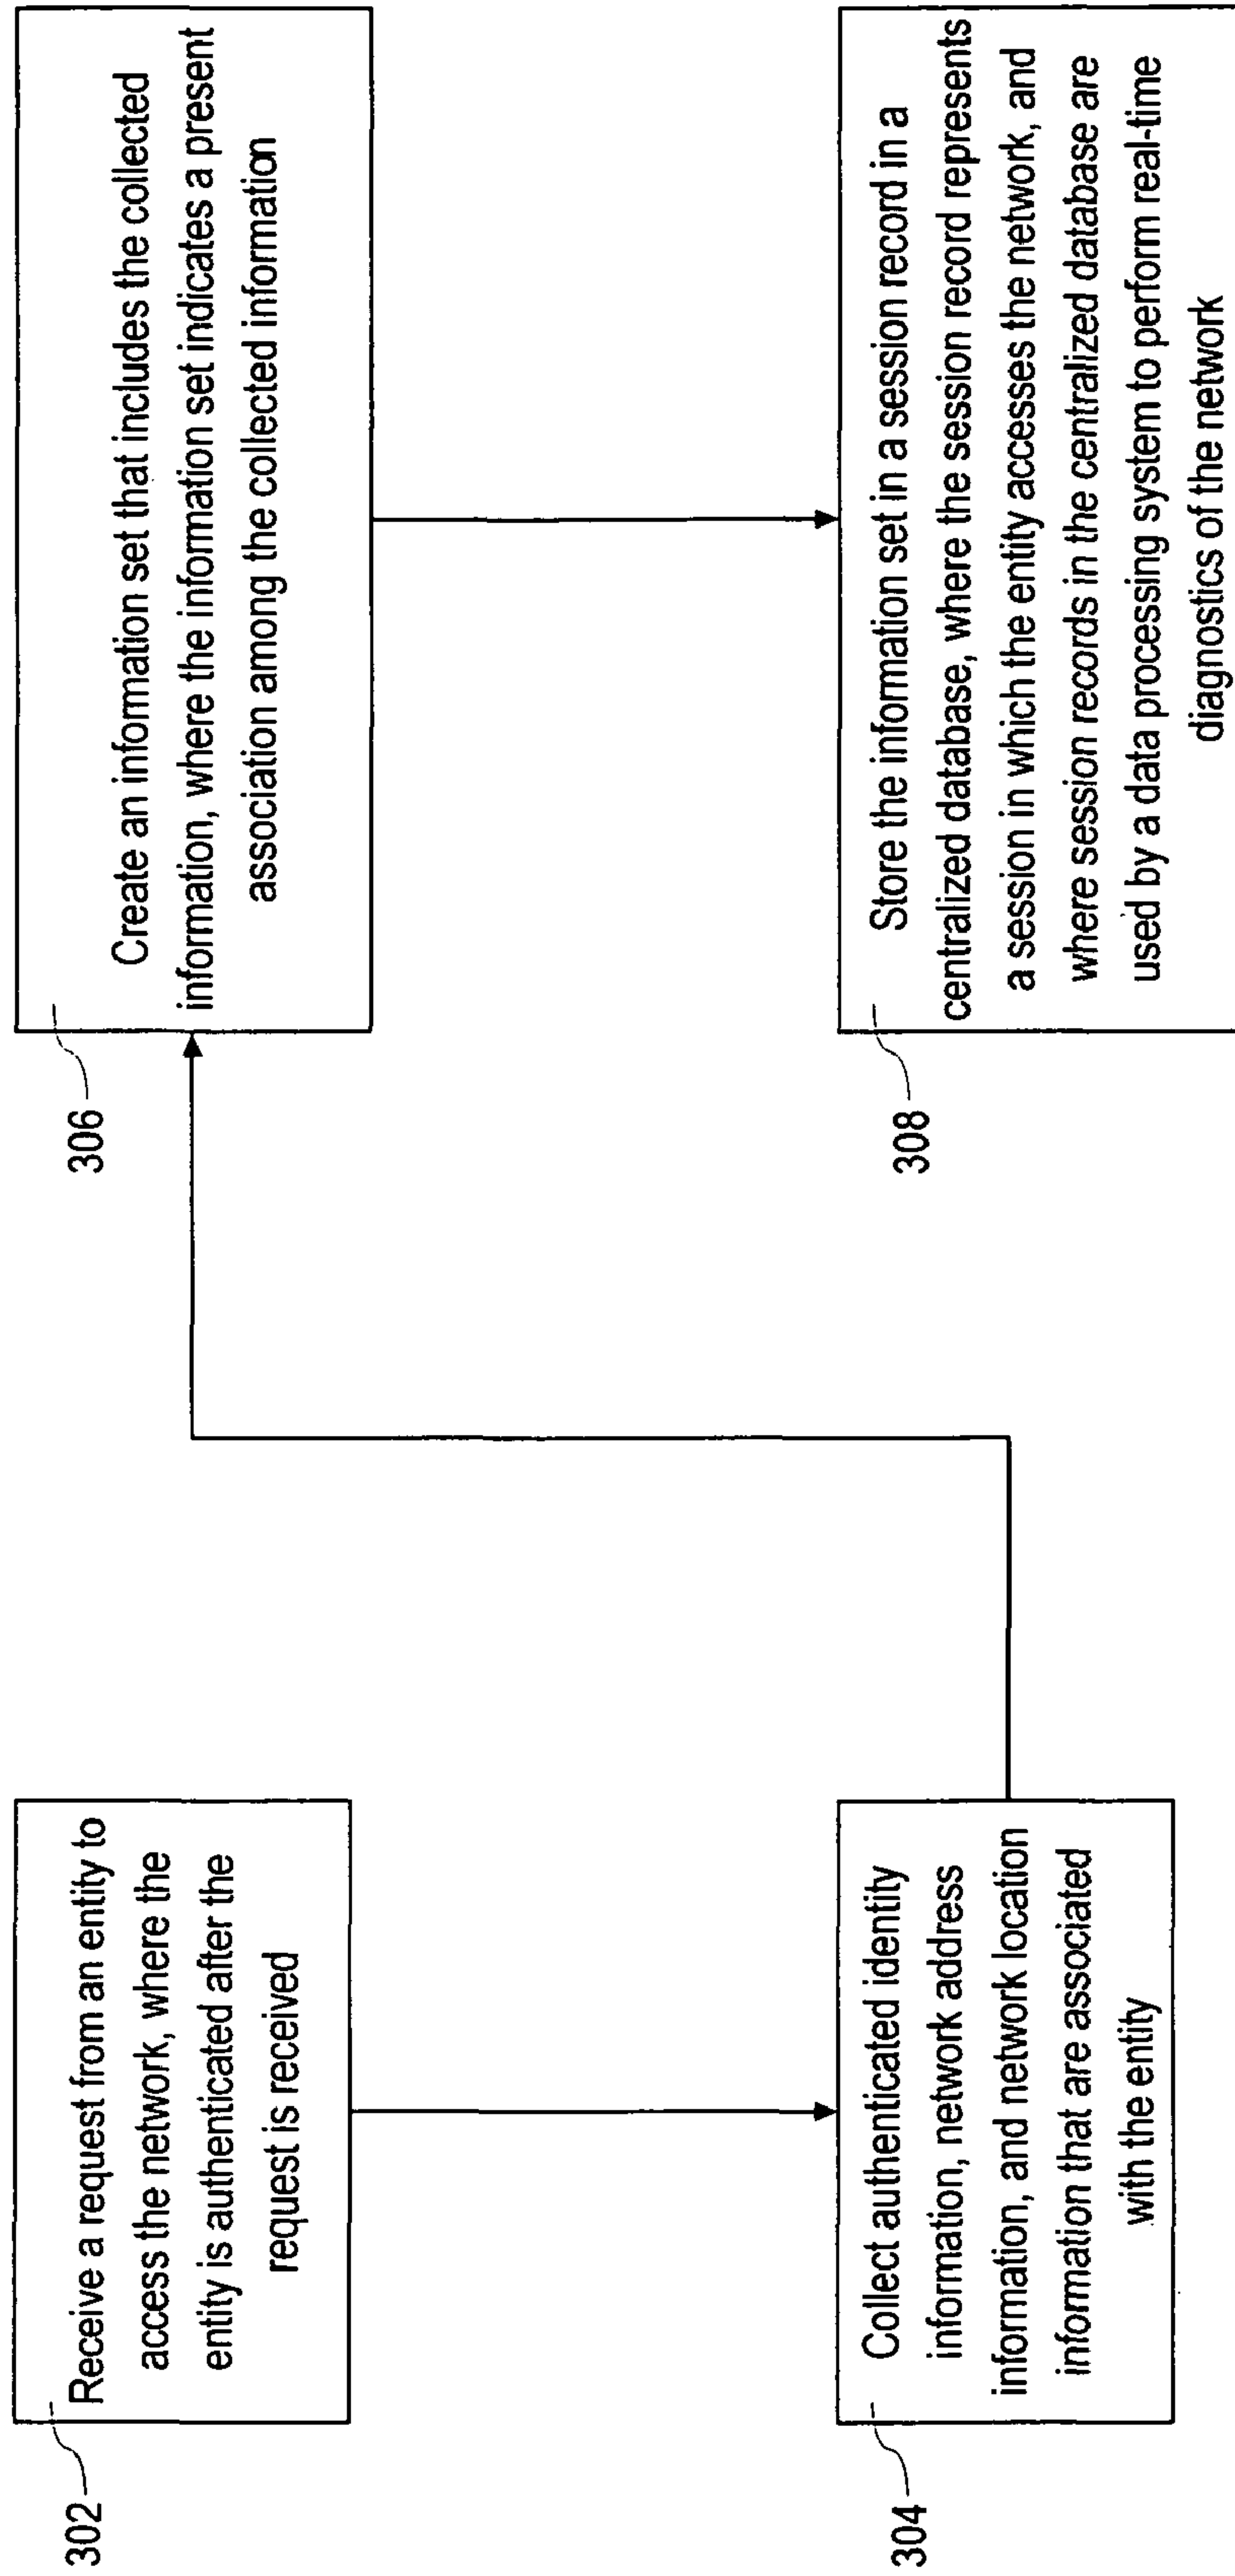 302
Receive a request from an entity to
access the network, where the
entity is authenticated after the
request is received
304
Collect authenticated identity
information, network address
information, and network location
information that are associated
with the entity
306
Create an information set that includes the collected
information, where the information set indicates a present
association among the collected information
308
Store the information set in a session record in a
centralized database, where the session record represents
a session in which the entity accesses the network, and
where session records in the centralized database are
used by a data processing system to perform real-time
diagnostics of the network